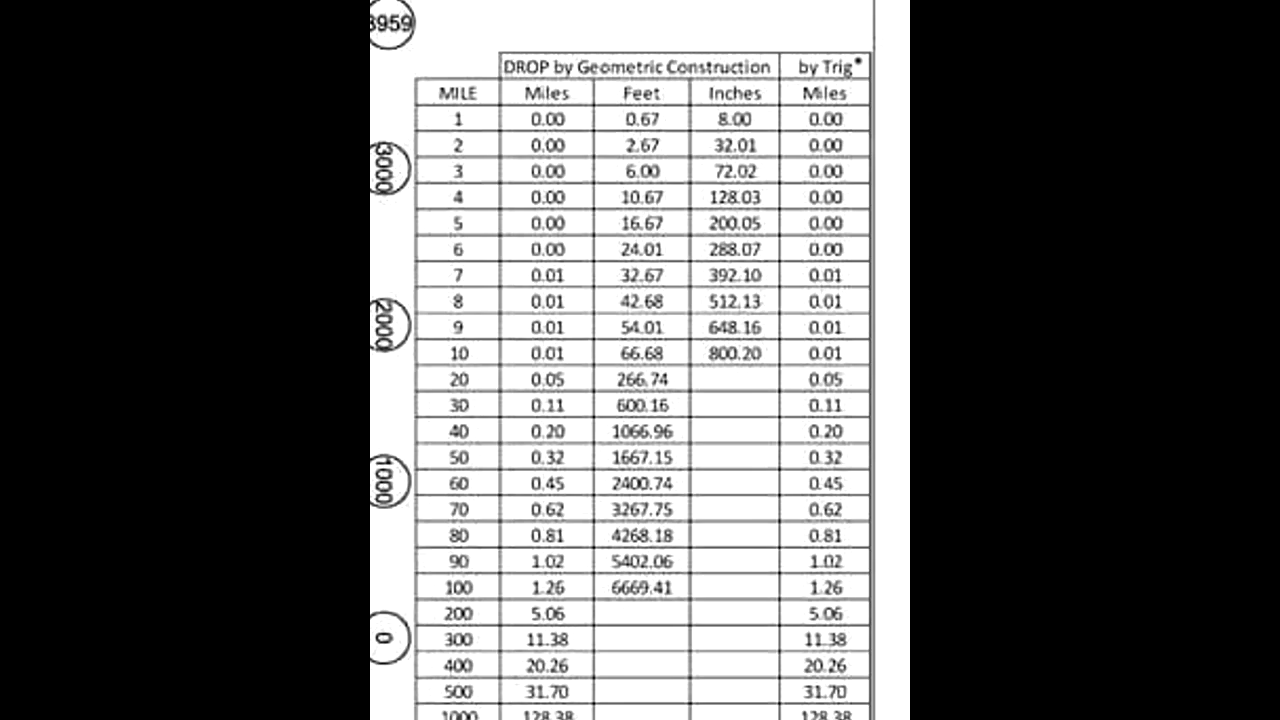 3959
DROP by Geometric Construction by Trig*
MILE Miles Feet Inches Miles
1 0.00 0.67 8.00 0.00
2 0.00 2.67 32.01 0.00
3 0.00 6.00 72.02 0.00
3000
4 0.00 10.67 128.03 0.00
5 0.00 16.67 200.05 0.00
6 0.00 24.01 288.07 0.00
7 0.01 32.67 392.10 0.01
8 0.01 42.68 512.13 0.01
2000
9 0.01 54.01 648.16 0.01
10 0.01 66.68 800.20 0.01
20 0.05 266.74 0.05
30 0.11 600.16 0.11
40 0.20 1066.96 0.20
50 0.32 1667.15 0.32
1000
60 0.45 2400.74 0.45
70 0.62 3267.75 0.62
80 0.81 4268.18 0.81
90 1.02 5402.06 1.02
100 1.26 6669.41 1.26
200 5.06 5.06
0
300 11.38 11.38
400 20.26 20.26
500 31.70 31.70
1000 128.38 128.38